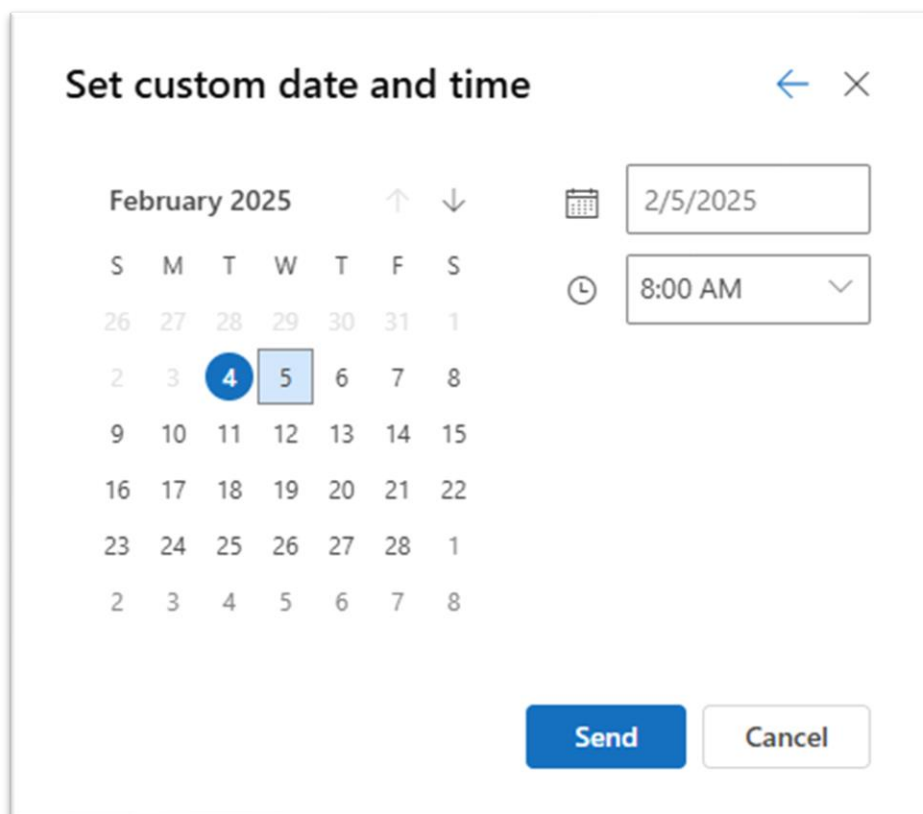 Set custom date and time
February 2025
S M T W T F S
26 27 28 29 30 31 1
2 3 4 5 6 7 8
9 10 11 12 13 14 15
16 17 18 19 20 21 22
23 24 25 26 27 28 1
2 3 4 5 6 7 8
2/5/2025
8:00 AM
Send Cancel